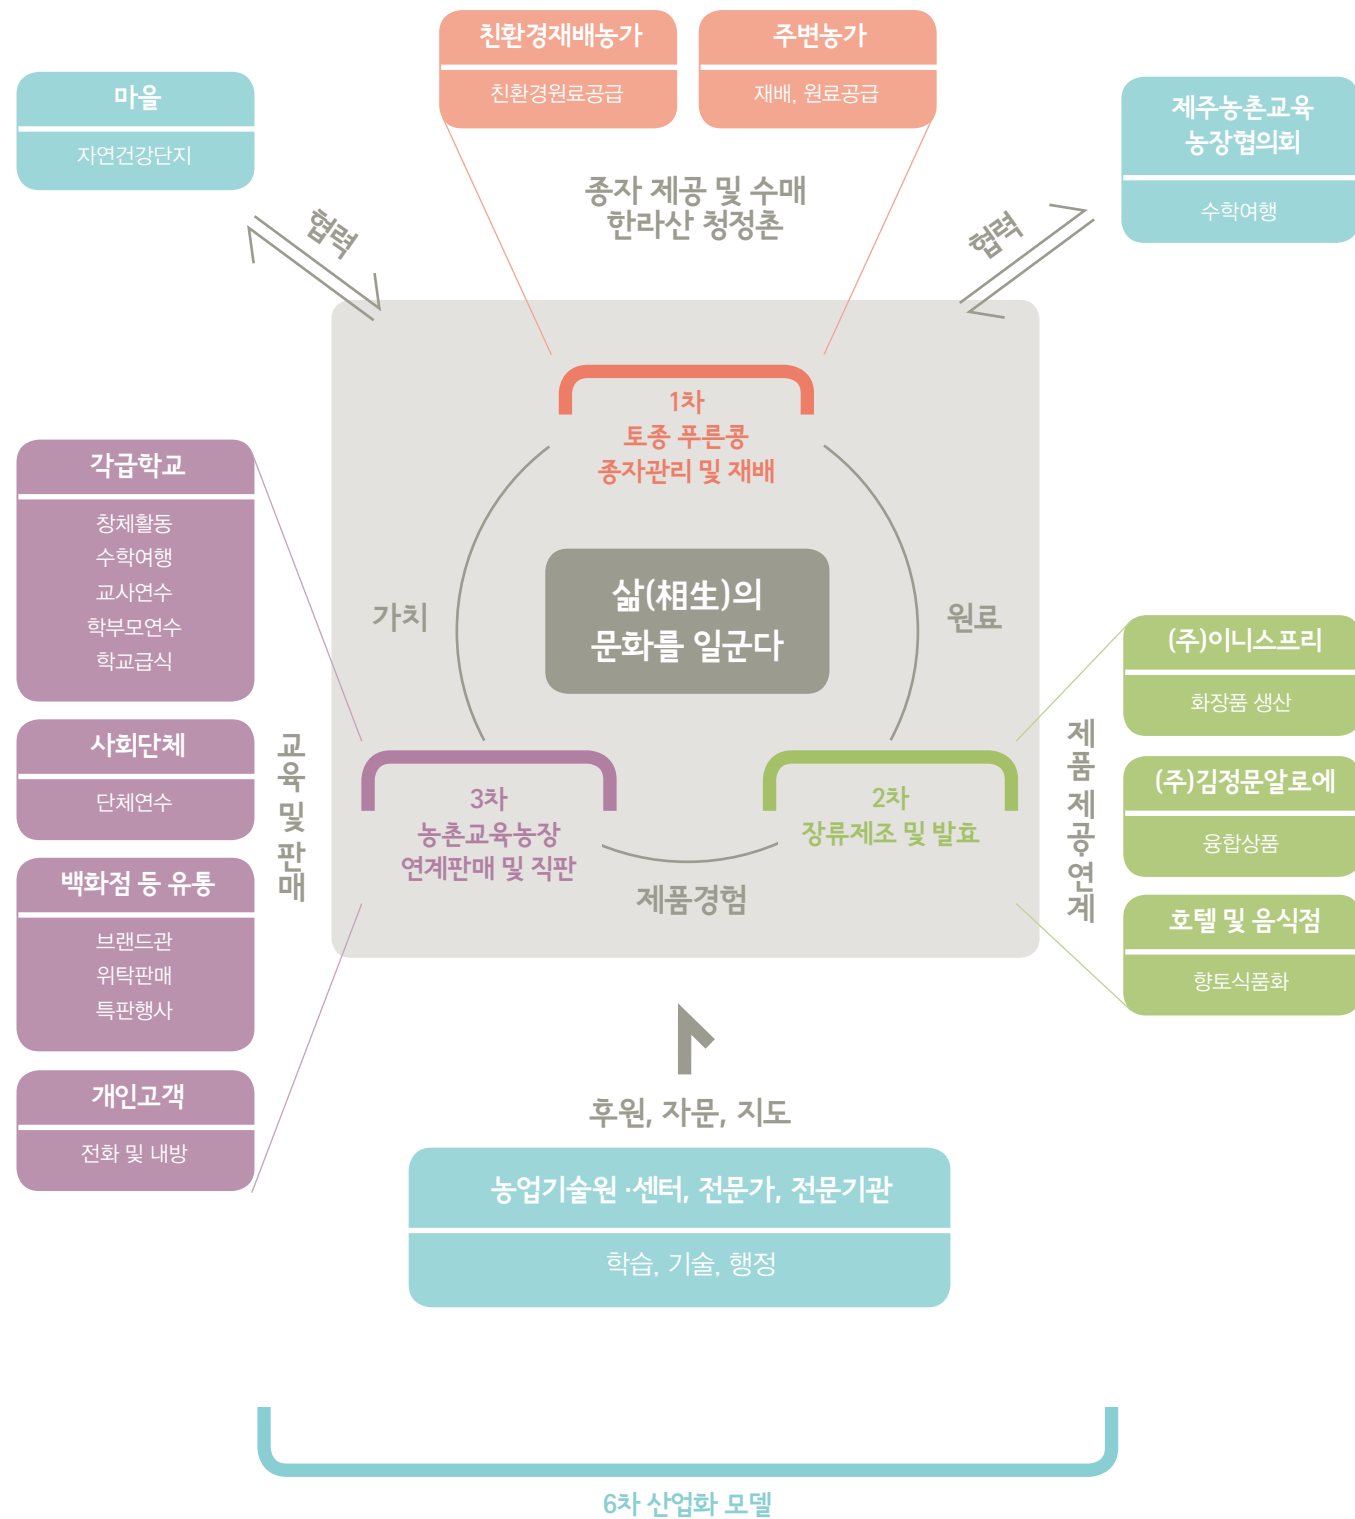 친환경재배농가
친환경원료공급
주변농가
재배, 원료공급
마을
자연건강단지
제주농촌교육
농장협의회
수학여행
종자 제공 및 수매
한라산 청정촌
협력
협력
1차
토종 푸른콩
종자관리 및 재배
각급학교
창체활동
수학여행
교사연수
학부모연수
학교급식
가치
삶(相生)의
문화를 일군다
원료
(주)이니스프리
화장품 생산
사회단체
단체연수
교육 및 판매
3차
농촌교육농장
연계판매 및 직판
2차
장류제조 및 발효
제품 제공·연계
(주)김정문알로에
융합상품
제품경험
백화점 등 유통
브랜드관
위탁판매
특판행사
호텔 및 음식점
향토식품화
개인고객
전화 및 내방
후원, 자문, 지도
농업기술원 ·센터, 전문가, 전문기관
학습, 기술, 행정
6차 산업화 모델